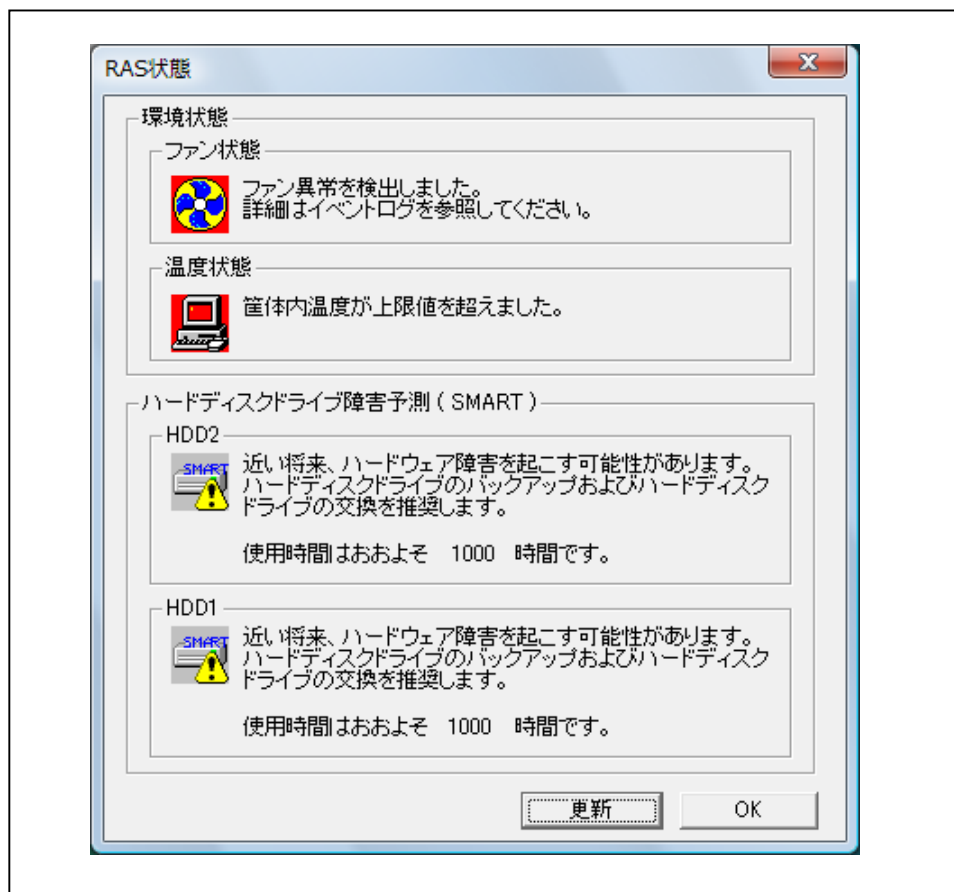 RAS状態
環境状態
ファン状態
ファン異常を検出しました。
詳細はイベントログを参照してください。
温度状態
筐体内温度が上限値を超えました。
ハードディスクドライブ障害予測 ( SMART )
HDD2
SMART
近い将来、ハードウェア障害を起こす可能性があります。
ハードディスクドライブのバックアップおよびハードディスク
ドライブの交換を推奨します。
使用時間はおおよそ 1000 時間です。
HDD1
SMART
近い将来、ハードウェア障害を起こす可能性があります。
ハードディスクドライブのバックアップおよびハードディスク
ドライブの交換を推奨します。
使用時間はおおよそ 1000 時間です。
更新 OK